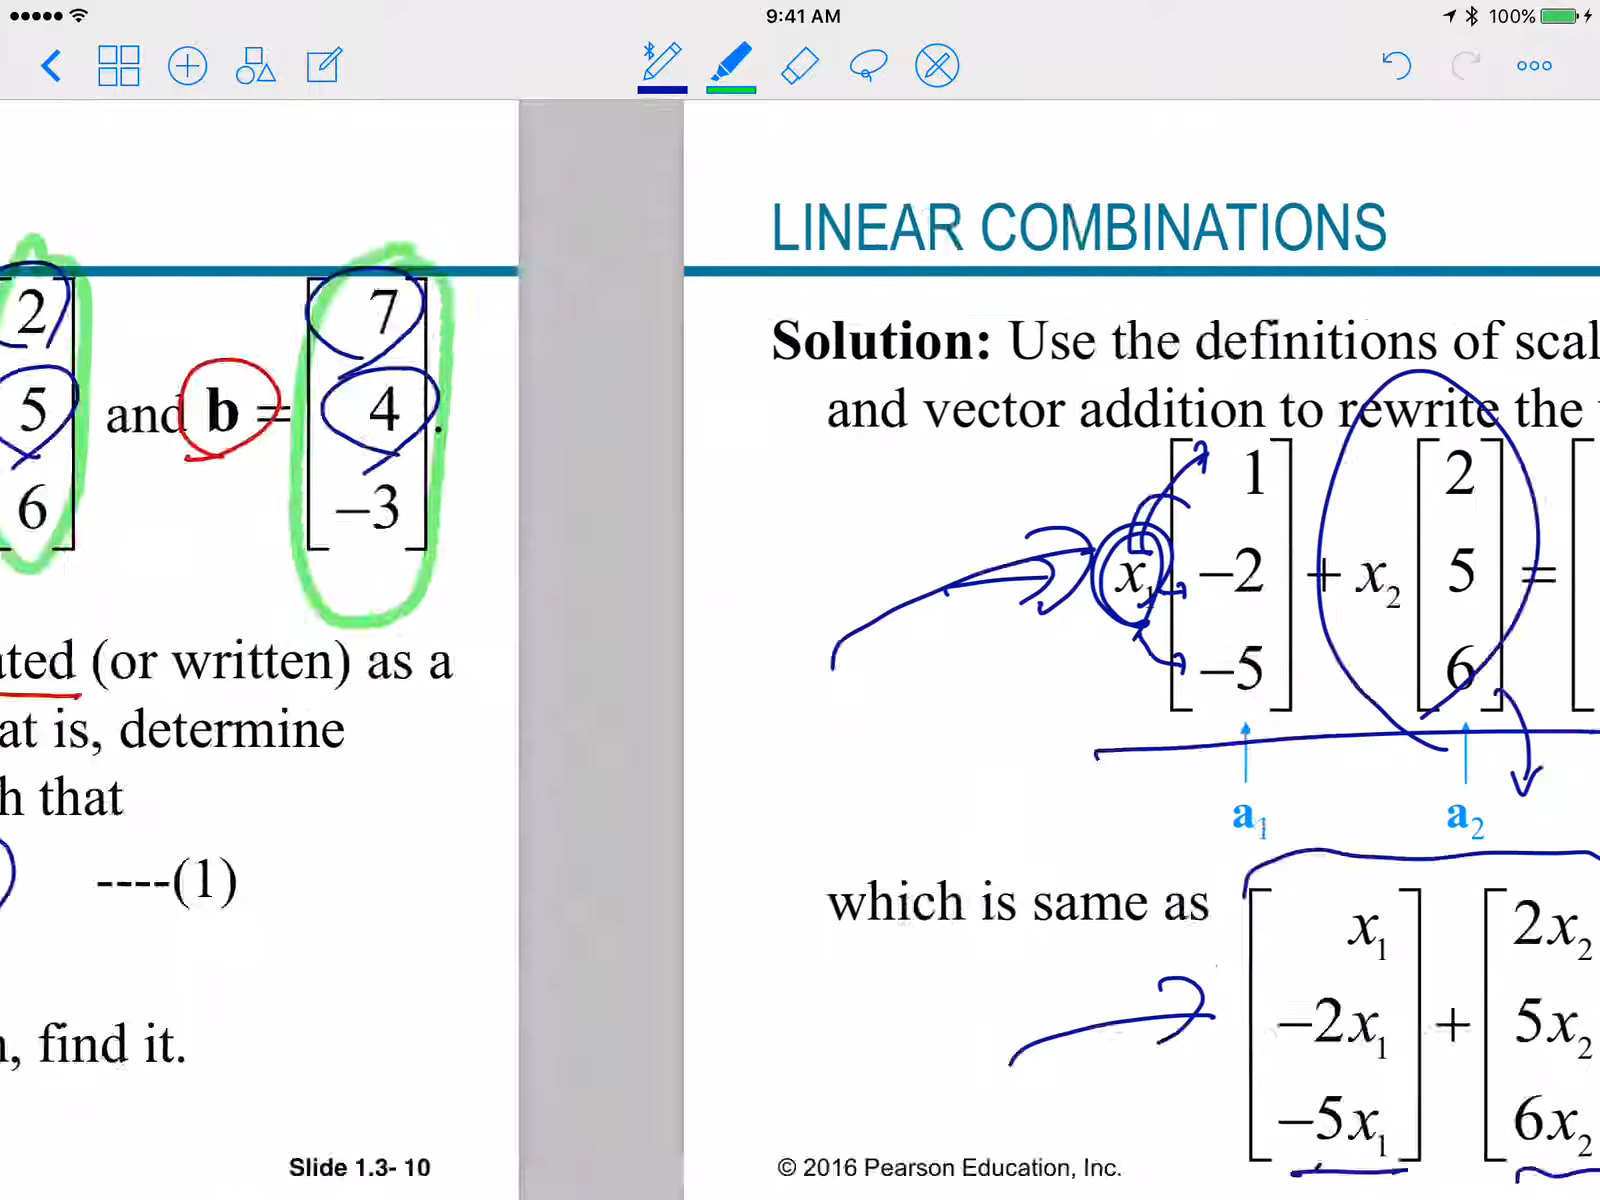 9:41 AM
100%
2
5
6
and b =
7
4
-3
.
ated (or written) as a
at is, determine
h that
----(1)
, find it.
Slide 1.3- 10
LINEAR COMBINATIONS
Solution: Use the definitions of scal
and vector addition to rewrite the
x₁ [1 −2 −5] + x₂ [2 5 6] =
a₁ a₂
which is same as
[x₁ −2x₁ −5x₁] + [2x₂ 5x₂ 6x₂
© 2016 Pearson Education, Inc.